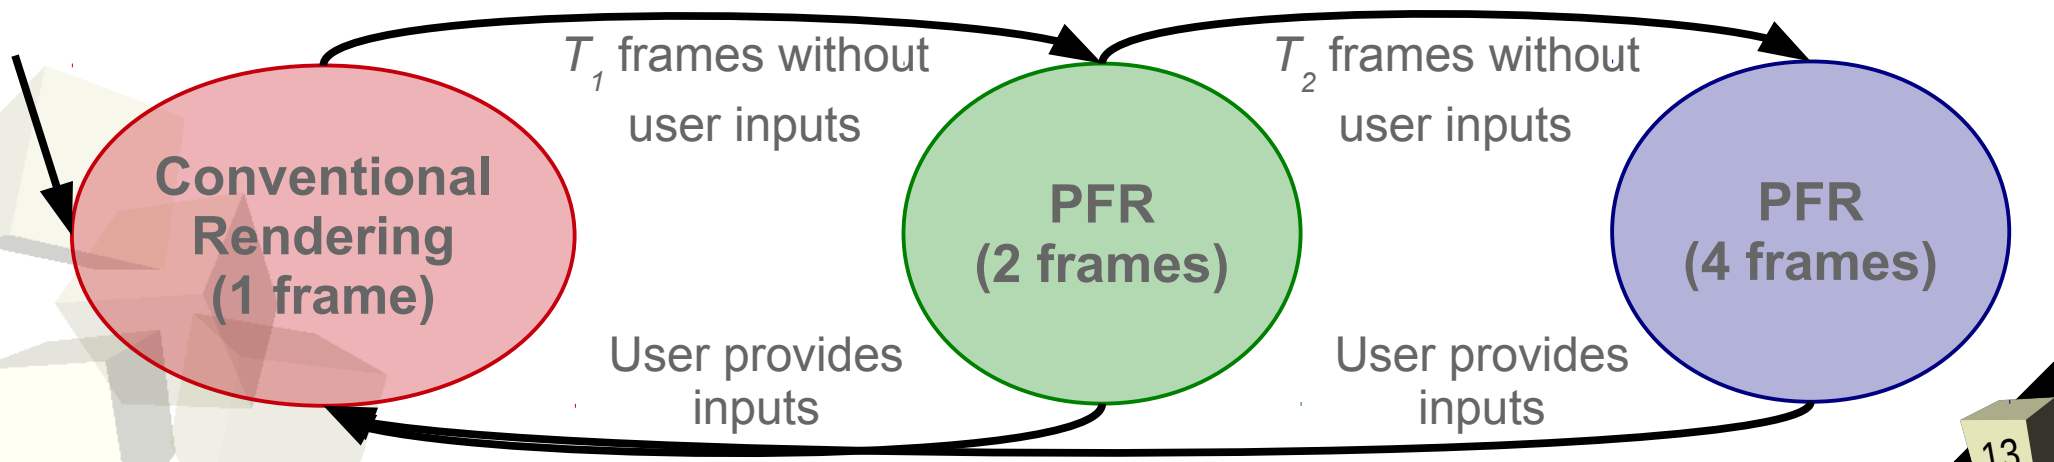 T1 frames without
user inputs
T2 frames without
user inputs
Conventional
Rendering
(1 frame)
PFR
(2 frames)
PFR
(4 frames)
User provides
inputs
User provides
inputs
13